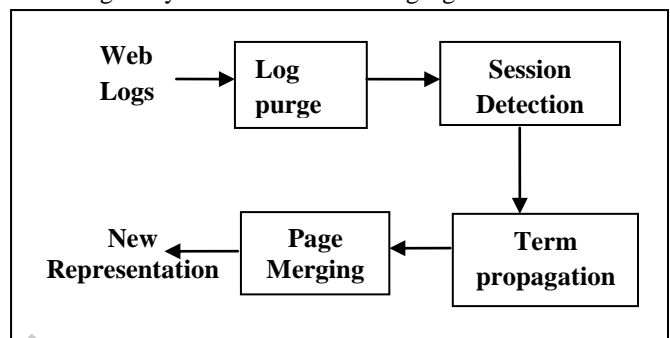 Web
Logs
Log
purge
Session
Detection
Term
propagation
Page
Merging
New
Representation